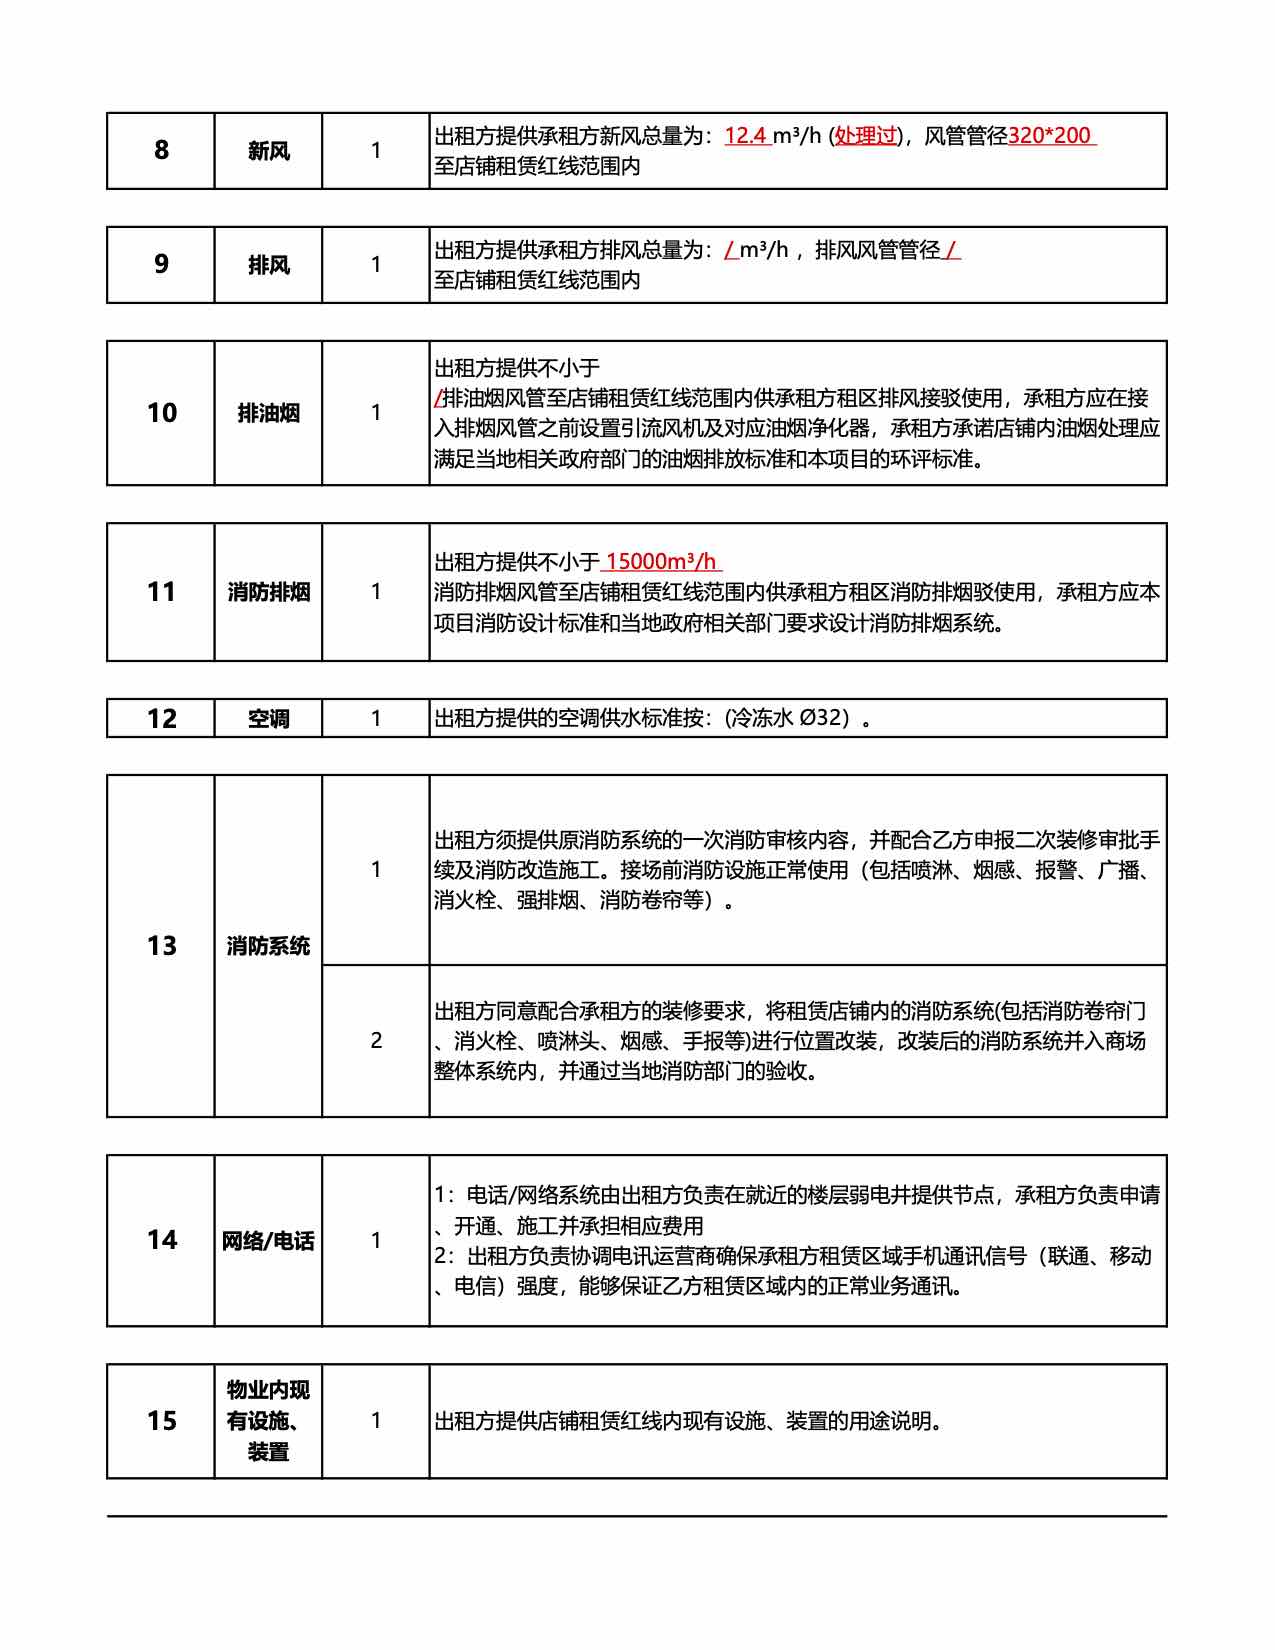 8 新风 1 出租方提供承租方新风总量为：12.4 m³/h (处理过)，风管管径320*200
至店铺租赁红线范围内
9 排风 1 出租方提供承租方排风总量为：/ m³/h ，排风风管管径 /
至店铺租赁红线范围内
10 排油烟 1 出租方提供不小于
/排油烟风管至店铺租赁红线范围内供承租方租区排风接驳使用，承租方应在接
入排烟风管之前设置引流风机及对应油烟净化器，承租方承诺店铺内油烟处理应
满足当地相关政府部门的油烟排放标准和本项目的环评标准。
11 消防排烟 1 出租方提供不小于 15000m³/h
消防排烟风管至店铺租赁红线范围内供承租方租区消防排烟驳使用，承租方应本
项目消防设计标准和当地政府相关部门要求设计消防排烟系统。
12 空调 1 出租方提供的空调供水标准按：(冷冻水 Ø32）。
13 消防系统
1 出租方须提供原消防系统的一次消防审核内容，并配合乙方申报二次装修审批手
续及消防改造施工。接场前消防设施正常使用（包括喷淋、烟感、报警、广播、
消火栓、强排烟、消防卷帘等）。
2 出租方同意配合承租方的装修要求，将租赁店铺内的消防系统(包括消防卷帘门
、消火栓、喷淋头、烟感、手报等)进行位置改装，改装后的消防系统并入商场
整体系统内，并通过当地消防部门的验收。
14 网络/电话 1 1：电话/网络系统由出租方负责在就近的楼层弱电井提供节点，承租方负责申请
、开通、施工并承担相应费用
2：出租方负责协调电讯运营商确保承租方租赁区域手机通讯信号（联通、移动
、电信）强度，能够保证乙方租赁区域内的正常业务通讯。
15 物业内现
有设施、
装置
1 出租方提供店铺租赁红线内现有设施、装置的用途说明。